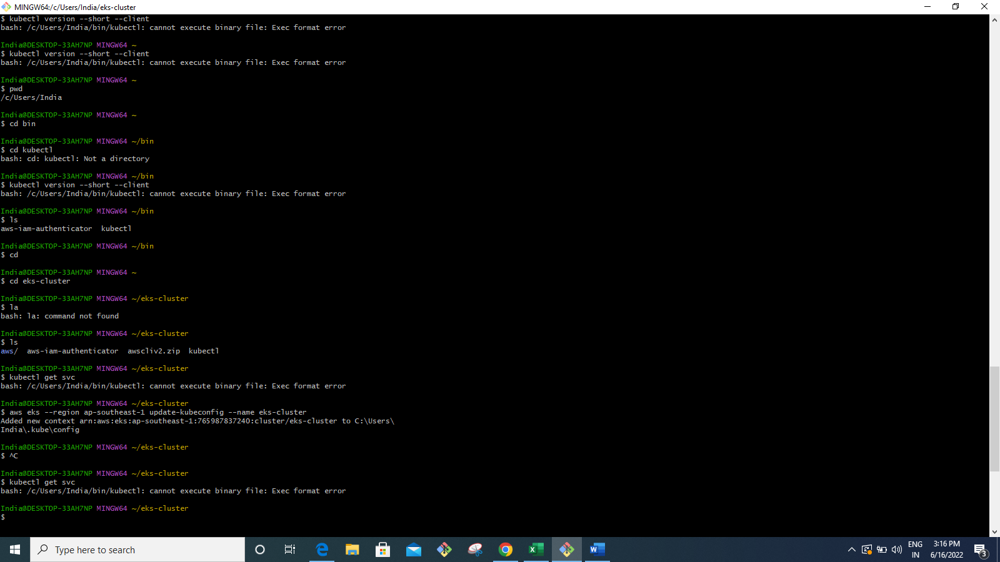 MINGW64:/c/Users/India/eks-cluster
$ kubectl version --short --client
bash: /c/Users/India/bin/kubectl: cannot execute binary file: Exec format error
India@DESKTOP-33AH7NP MINGW64 ~
$ kubectl version --short --client
bash: /c/Users/India/bin/kubectl: cannot execute binary file: Exec format error
India@DESKTOP-33AH7NP MINGW64 ~
$ pwd
/c/Users/India
India@DESKTOP-33AH7NP MINGW64 ~
$ cd bin
India@DESKTOP-33AH7NP MINGW64 ~/bin
$ cd kubectl
bash: cd: kubectl: Not a directory
India@DESKTOP-33AH7NP MINGW64 ~/bin
$ kubectl version --short --client
bash: /c/Users/India/bin/kubectl: cannot execute binary file: Exec format error
India@DESKTOP-33AH7NP MINGW64 ~/bin
$ ls
aws-iam-authenticator  kubectl
India@DESKTOP-33AH7NP MINGW64 ~/bin
$ cd
India@DESKTOP-33AH7NP MINGW64 ~
$ cd eks-cluster
India@DESKTOP-33AH7NP MINGW64 ~/eks-cluster
$ la
bash: la: command not found
India@DESKTOP-33AH7NP MINGW64 ~/eks-cluster
$ ls
aws/  aws-iam-authenticator  awscliv2.zip  kubectl
India@DESKTOP-33AH7NP MINGW64 ~/eks-cluster
$ kubectl get svc
bash: /c/Users/India/bin/kubectl: cannot execute binary file: Exec format error
India@DESKTOP-33AH7NP MINGW64 ~/eks-cluster
$ aws eks --region ap-southeast-1 update-kubeconfig --name eks-cluster
Added new context arn:aws:eks:ap-southeast-1:765987837240:cluster/eks-cluster to C:\Users\
India\.kube\config
India@DESKTOP-33AH7NP MINGW64 ~/eks-cluster
$ ^C
India@DESKTOP-33AH7NP MINGW64 ~/eks-cluster
$ kubectl get svc
bash: /c/Users/India/bin/kubectl: cannot execute binary file: Exec format error
India@DESKTOP-33AH7NP MINGW64 ~/eks-cluster
$
Type here to search
ENG
IN
3:16 PM
6/16/2022
3